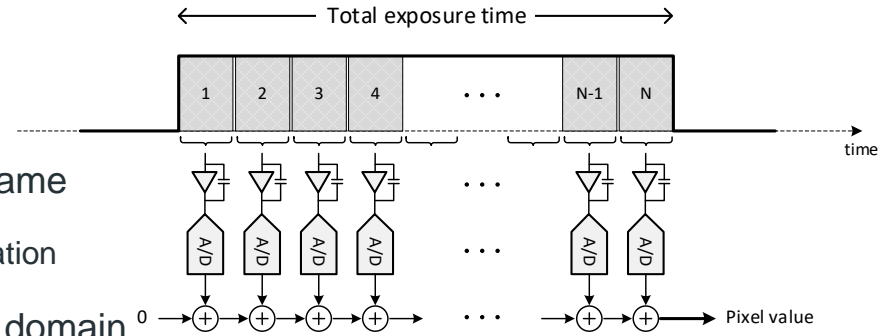 Total exposure time
1 2 3 4 ... N-1 N
time
ame
...
ation
A/D A/D A/D A/D ... A/D A/D
domain 0 + + + + ... + + Pixel value